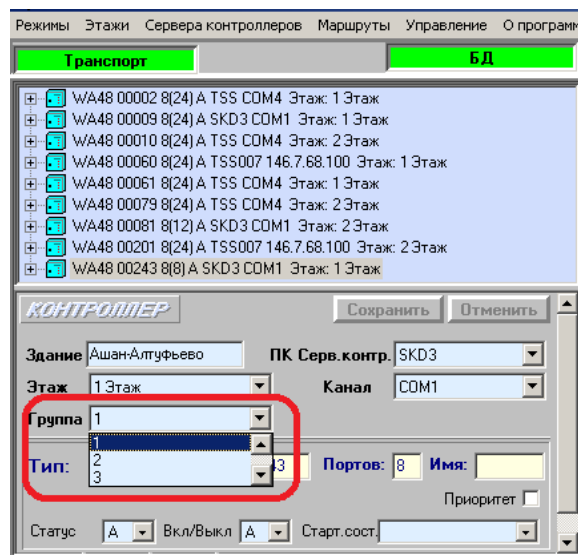 Режимы Этажи Сервера контроллеров Маршруты Управление О програм
Транспорт БД
WA48 00002 8(24) A TSS COM4 Этаж: 1 Этаж
WA48 00009 8(24) A SKD3 COM1 Этаж: 1 Этаж
WA48 00010 8(24) A TSS COM4 Этаж: 2 Этаж
WA48 00060 8(24) A TSS007 146.7.68.100 Этаж: 1 Этаж
WA48 00061 8(24) A TSS COM4 Этаж: 1 Этаж
WA48 00079 8(24) A TSS COM4 Этаж: 2 Этаж
WA48 00081 8(12) A SKD3 COM1 Этаж: 2 Этаж
WA48 00201 8(24) A TSS007 146.7.68.100 Этаж: 2 Этаж
WA48 00243 8(8) A SKD3 COM1 Этаж: 1 Этаж
КОНТРОЛЛЕР Сохранить Отменить
Здание Ашан-Алтуфьево ПК Серв.контр. SKD3
Этаж 1 Этаж Канал COM1
Группа 1
1
Тип: 2 43 Портов: 8 Имя:
3
Приоритет
Статус A Вкл/Выкл A Старт.сост.